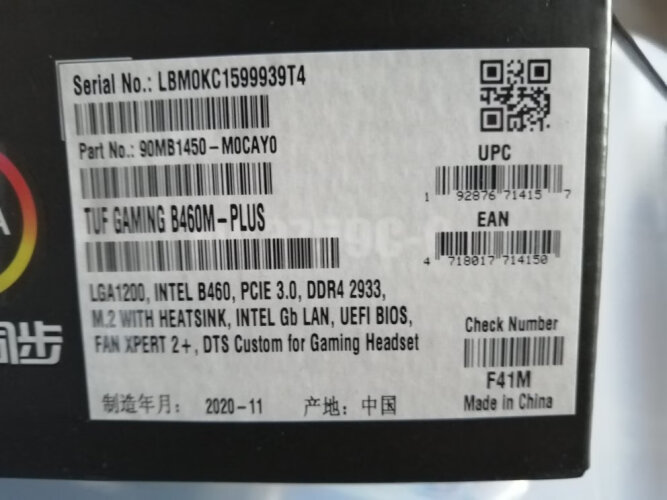 Serial No.: LBM0KC1599939T4
Part No.: 90MB1450-M0CAY0
TUF GAMING B460M-PLUS
LGA1200, INTEL B460, PCIE 3.0, DDR4 2933,
M.2 WITH HEATSINK, INTEL Gb LAN, UEFI BIOS,
FAN XPERT 2+, DTS Custom for Gaming Headset
制造年月: 2020-11 产地: 中国
UPC
1 92876 71415 7
EAN
4 718017 714150
Check Number
F41M
Made in China
A
同步